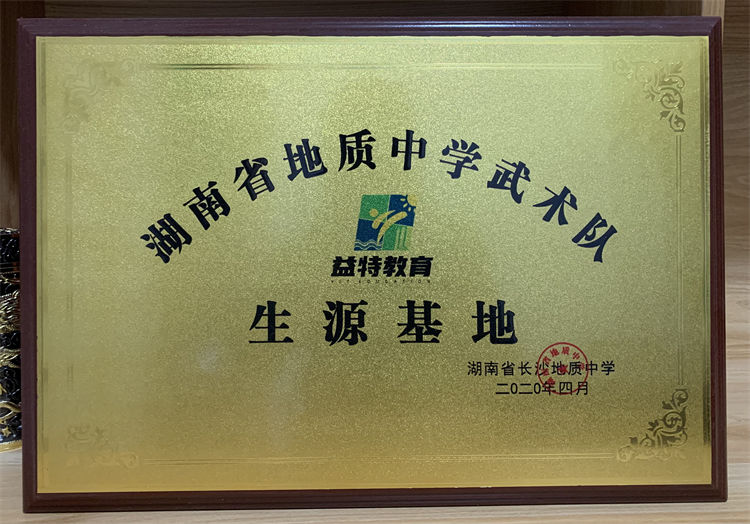 湖南省地质中学武术队
益特教育
生源基地
湖南省长沙地质中学
二〇二〇年四月